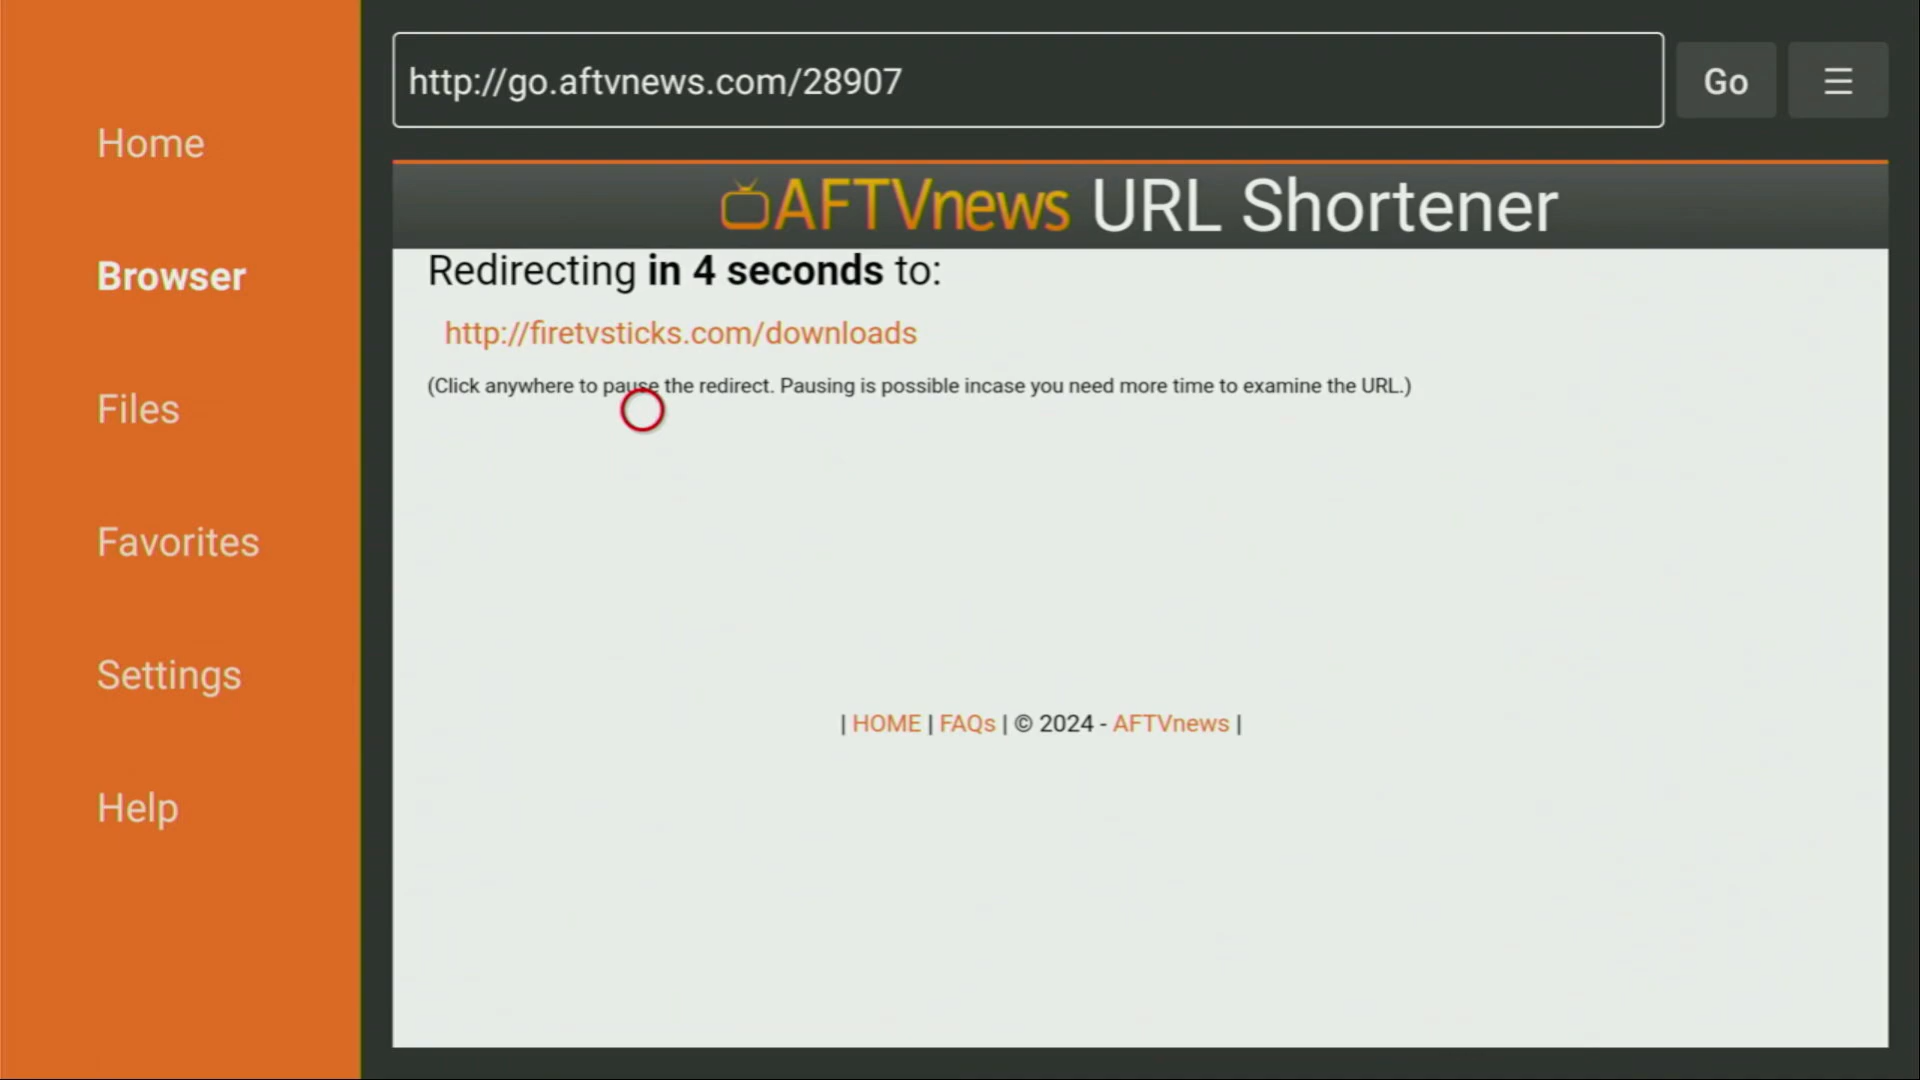 http://go.aftvnews.com/28907
Go
Home
Browser
Files
Favorites
Settings
Help
AFTVnews URL Shortener
Redirecting in 4 seconds to:
http://firetvsticks.com/downloads
(Click anywhere to pause the redirect. Pausing is possible incase you need more time to examine the URL.)
| HOME | FAQs | © 2024 - AFTVnews |